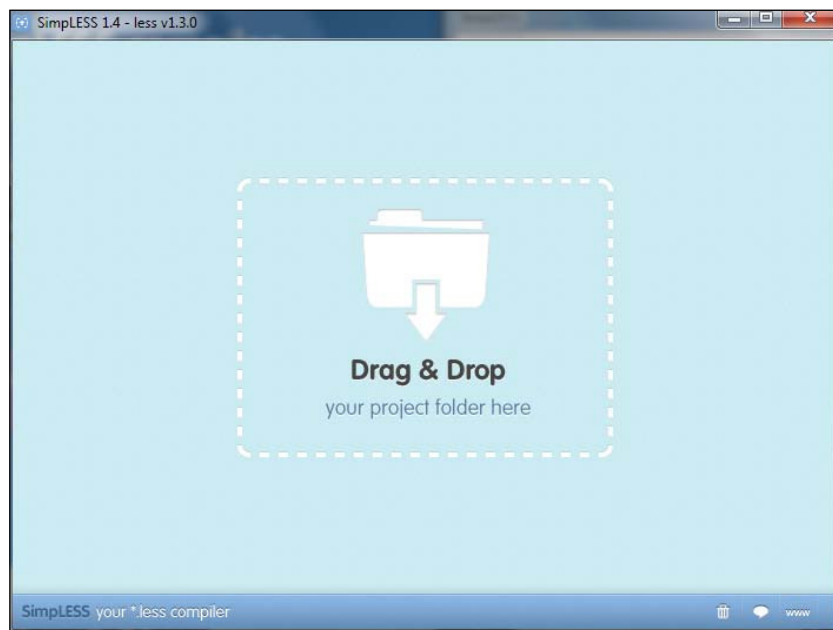 SimpLESS 1.4 - less v1.3.0
Drag & Drop
your project folder here
SimpLESS your *.less compiler
www